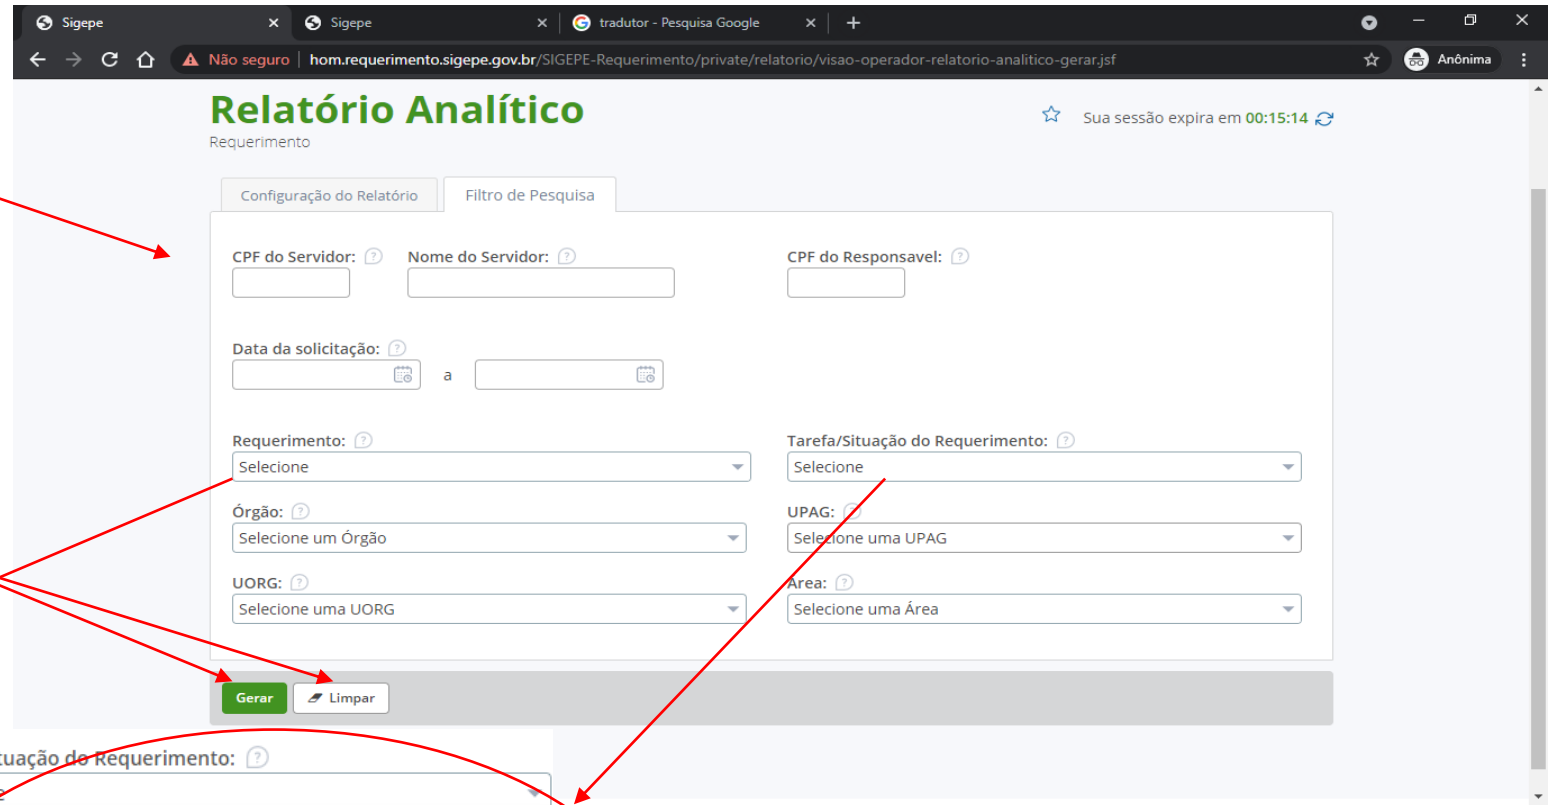 Sigepe
Sigepe
tradutor - Pesquisa Google
Não seguro
hom.requerimento.sigepe.gov.br/SIGEPE-Requerimento/private/relatorio/visao-operador-relatorio-analitico-gerar.jsf
Anônima
Relatório Analítico
Sua sessão expira em 00:15:14
Requerimento
Configuração do Relatório
Filtro de Pesquisa
CPF do Servidor: ?
Nome do Servidor: ?
CPF do Responsavel: ?
Data da solicitação: ?
a
Requerimento: ?
Tarefa/Situação do Requerimento: ?
Selecione
Selecione
Órgão: ?
UPAG: ?
Selecione um Órgão
Selecione uma UPAG
UORG: ?
Área: ?
Selecione uma UORG
Selecione uma Área
Gerar
Limpar
tuação do Requerimento: ?